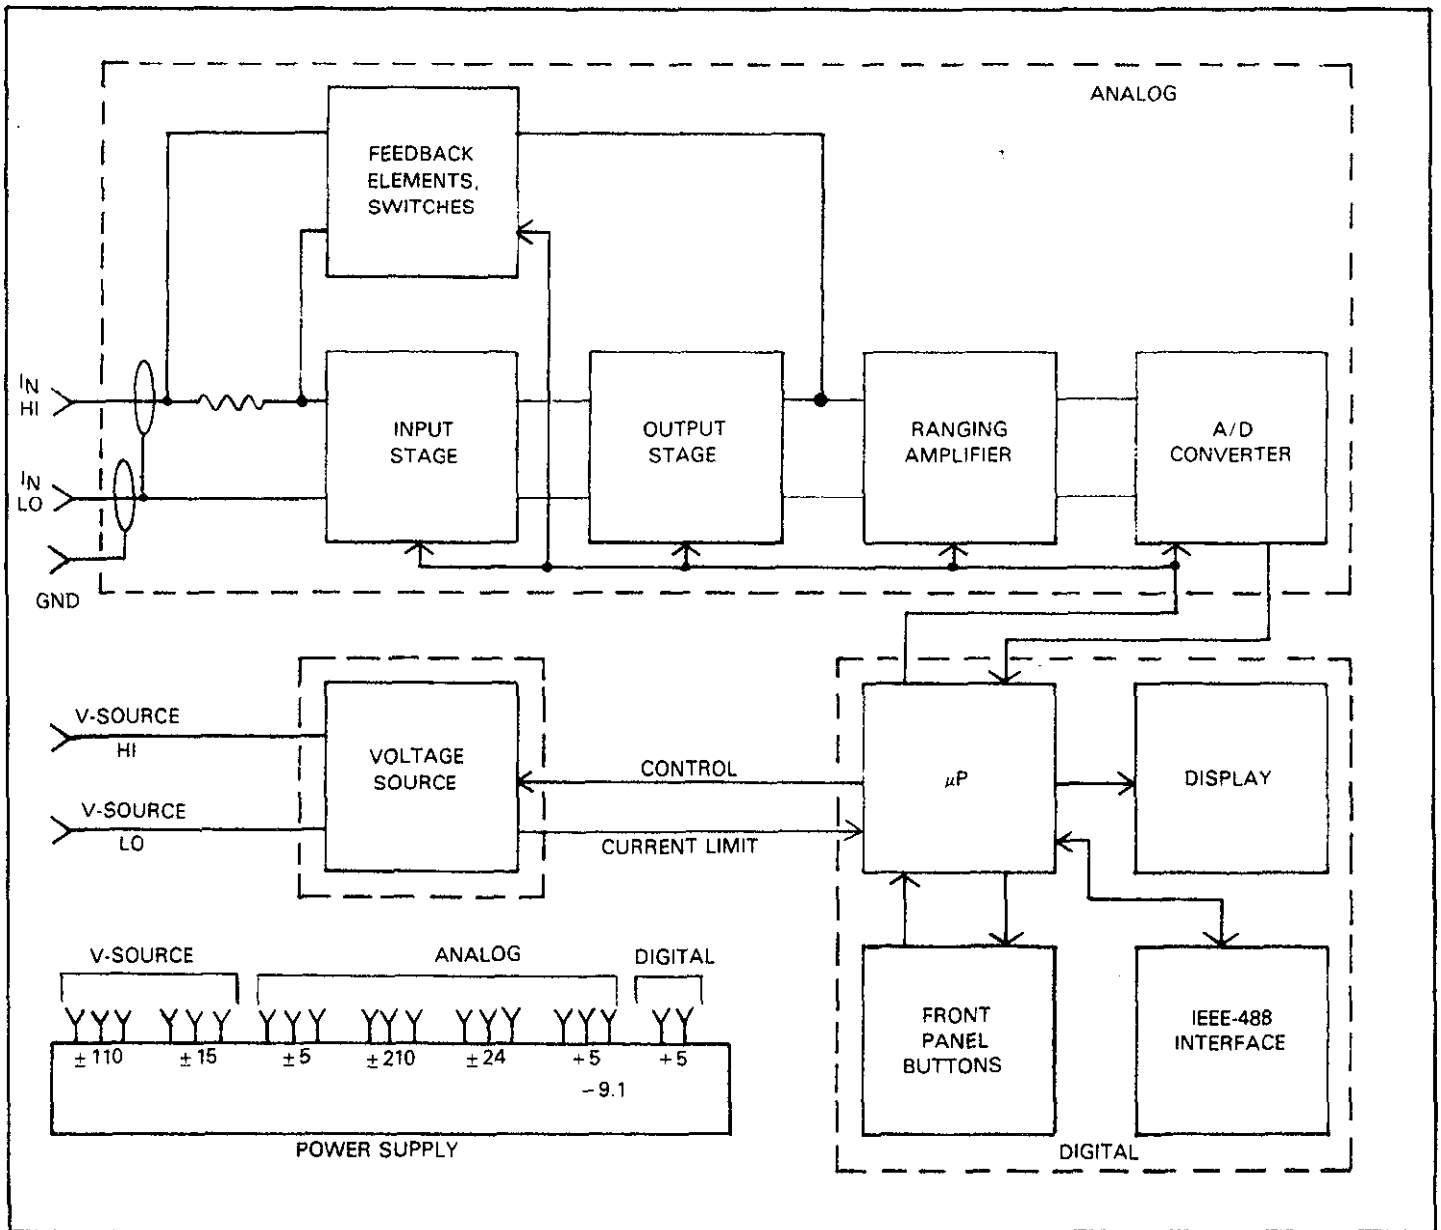 ANALOG
FEEDBACK
ELEMENTS,
SWITCHES
IN
HI
IN
LO
GND
INPUT
STAGE
OUTPUT
STAGE
RANGING
AMPLIFIER
A/D
CONVERTER
V-SOURCE
HI
V-SOURCE
LO
VOLTAGE
SOURCE
CONTROL
CURRENT LIMIT
μP
DISPLAY
FRONT
PANEL
BUTTONS
IEEE-488
INTERFACE
DIGITAL
V-SOURCE
ANALOG
DIGITAL
±110
±15
±5
±210
±24
+5
-9.1
+5
POWER SUPPLY